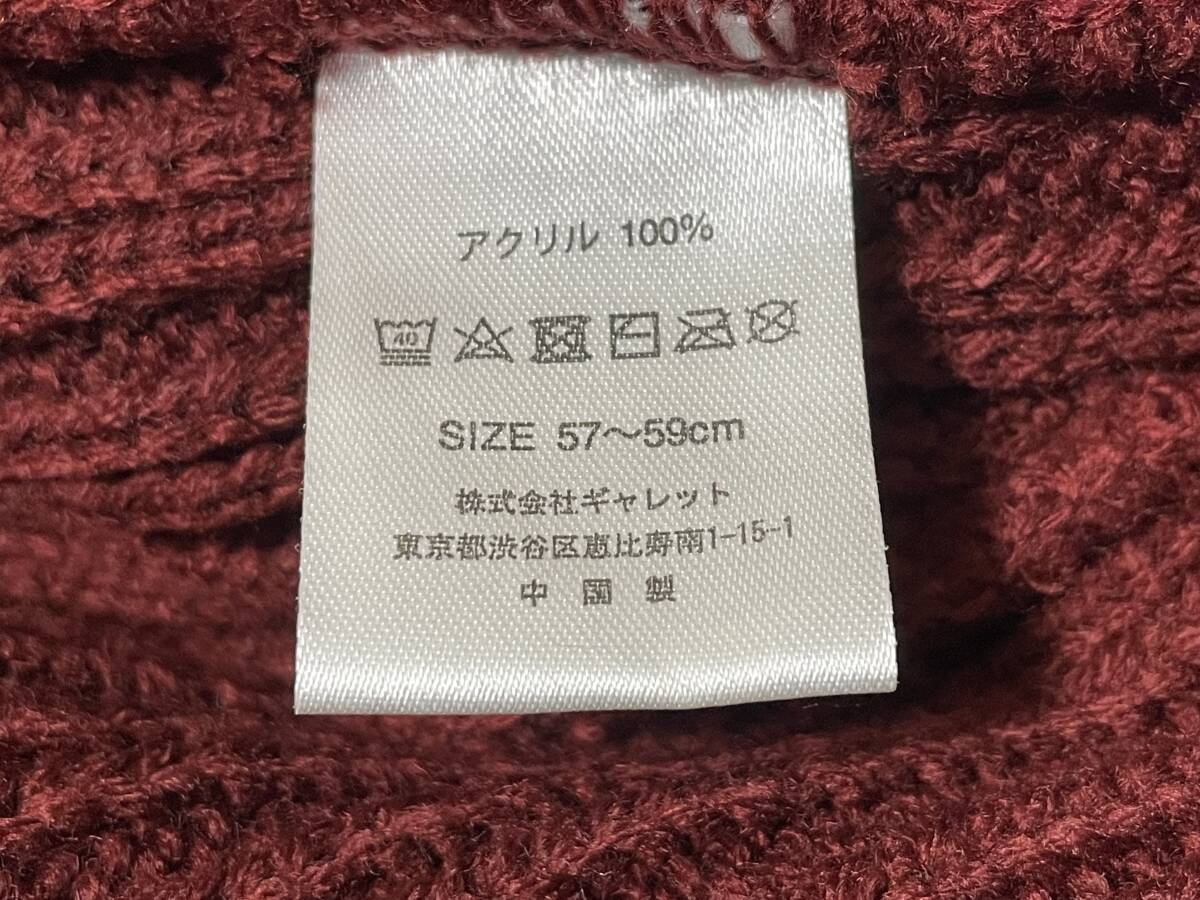 アクリル 100%
40
SIZE 57〜59cm
株式会社ギャレット
東京都渋谷区恵比寿南1-15-1
中国製